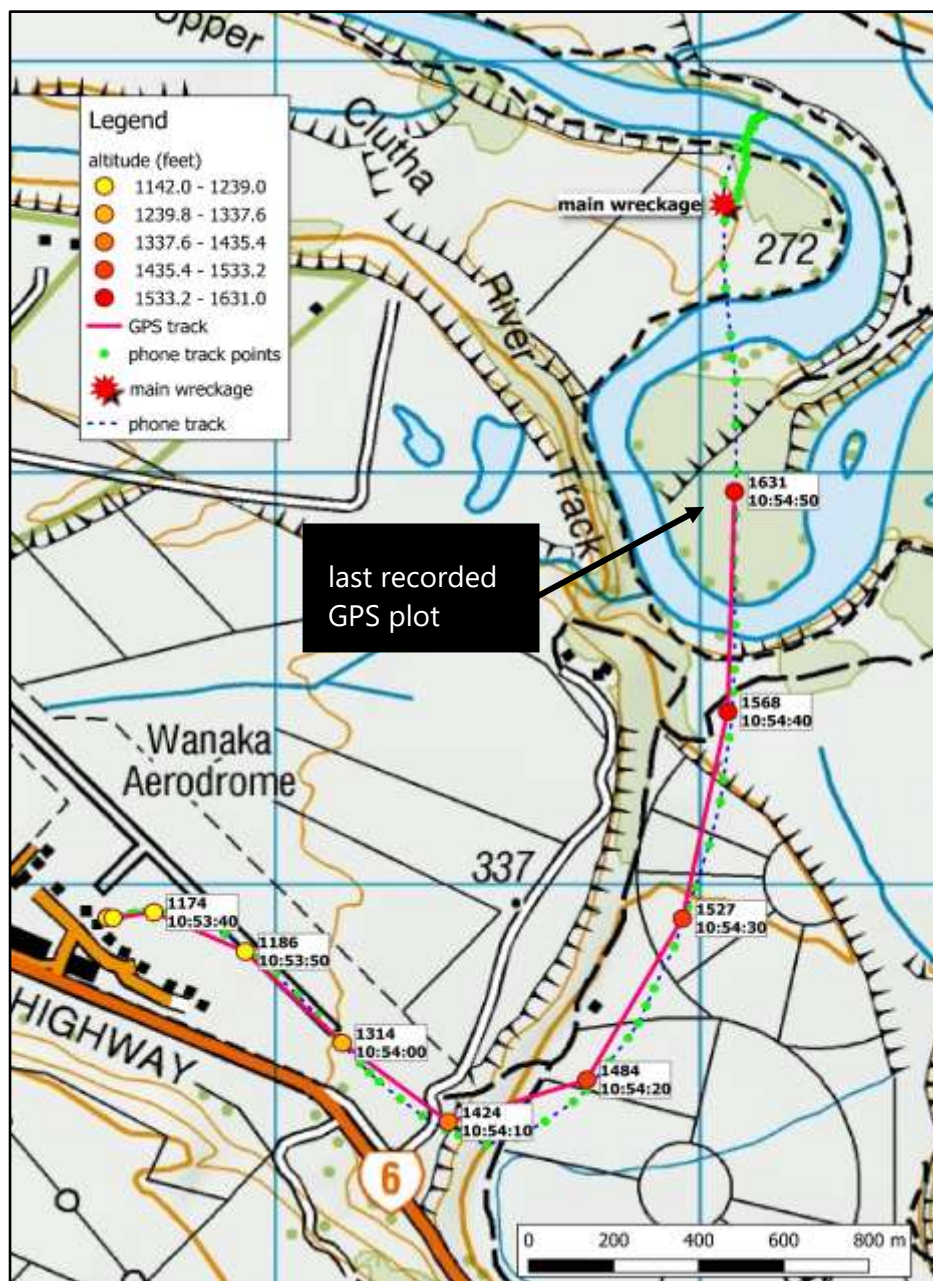 Upper
Clutha
River
Track
Legend
altitude (feet)
1142.0 - 1239.0
1239.8 - 1337.6
1337.6 - 1435.4
1435.4 - 1533.2
1533.2 - 1631.0
GPS track
phone track points
main wreckage
phone track
main wreckage
272
1631
10:54:50
last recorded
GPS plot
1568
10:54:40
Wanaka
Aerodrome
337
1174
10:53:40
1527
10:54:30
1186
10:53:50
HIGHWAY
1314
10:54:00
1484
10:54:20
1424
10:54:10
6
0 200 400 600 800 m